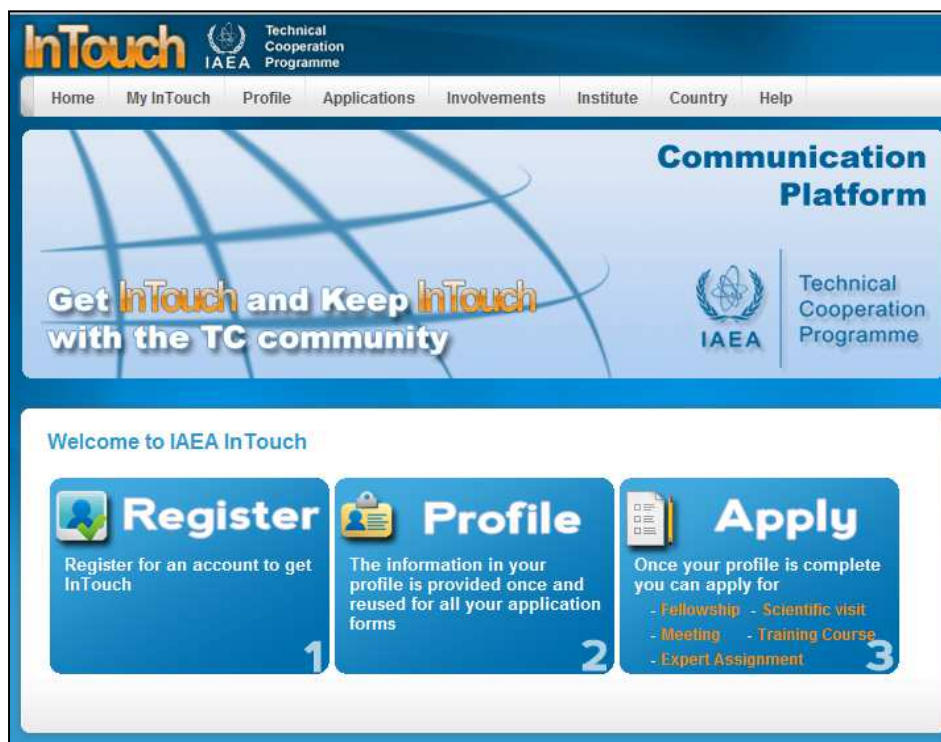 InTouch
IAEA
Technical
Cooperation
Programme
Home My InTouch Profile Applications Involvements Institute Country Help
Communication
Platform
Get InTouch and Keep InTouch
with the TC community
IAEA
Technical
Cooperation
Programme
Welcome to IAEA InTouch
Register
Register for an account to get
InTouch
1
Profile
The information in your
profile is provided once and
reused for all your application
forms
2
Apply
Once your profile is complete
you can apply for
- Fellowship - Scientific visit
- Meeting - Training Course
- Expert Assignment
3